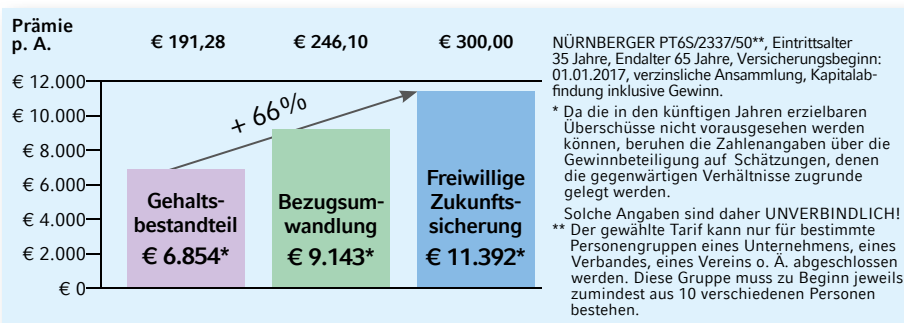 Prämie
p. A.
€ 191,28
€ 246,10
€ 300,00
€ 12.000
€ 10.000
€ 8.000
€ 6.000
€ 4.000
€ 2.000
€ 0
+ 66%
Gehalts-
bestandteil
€ 6.854*
Bezugsum-
wandlung
€ 9.143*
Freiwillige
Zukunfts-
sicherung
€ 11.392*
NÜRNBERGER PT6S/2337/50**, Eintrittsalter
35 Jahre, Endalter 65 Jahre, Versicherungsbeginn:
01.01.2017, verzinsliche Ansammlung, Kapitalab-
findung inklusive Gewinn.
* Da die in den künftigen Jahren erzielbaren
Überschüsse nicht vorausgesehen werden
können, beruhen die Zahlenangaben über die
Gewinnbeteiligung auf Schätzungen, denen
die gegenwärtigen Verhältnisse zugrunde
gelegt werden.
Solche Angaben sind daher UNVERBINDLICH!
** Der gewählte Tarif kann nur für bestimmte
Personengruppen eines Unternehmens, eines
Verbandes, eines Vereins o. Ä. abgeschlossen
werden. Diese Gruppe muss zu Beginn jeweils
zumindest aus 10 verschiedenen Personen
bestehen.